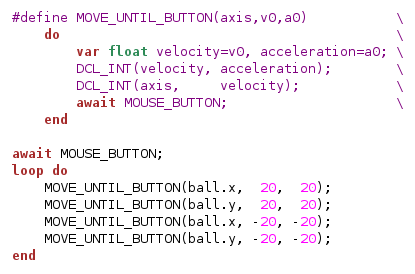 #define MOVE_UNTIL_BUTTON(axis,v0,a0) \
    do \
        var float velocity=v0, acceleration=a0; \
        DCL_INT(velocity, acceleration); \
        DCL_INT(axis,     velocity); \
        await MOUSE_BUTTON; \
    end

await MOUSE_BUTTON;
loop do
    MOVE_UNTIL_BUTTON(ball.x,  20,  20);
    MOVE_UNTIL_BUTTON(ball.y,  20,  20);
    MOVE_UNTIL_BUTTON(ball.x, -20, -20);
    MOVE_UNTIL_BUTTON(ball.y, -20, -20);
end